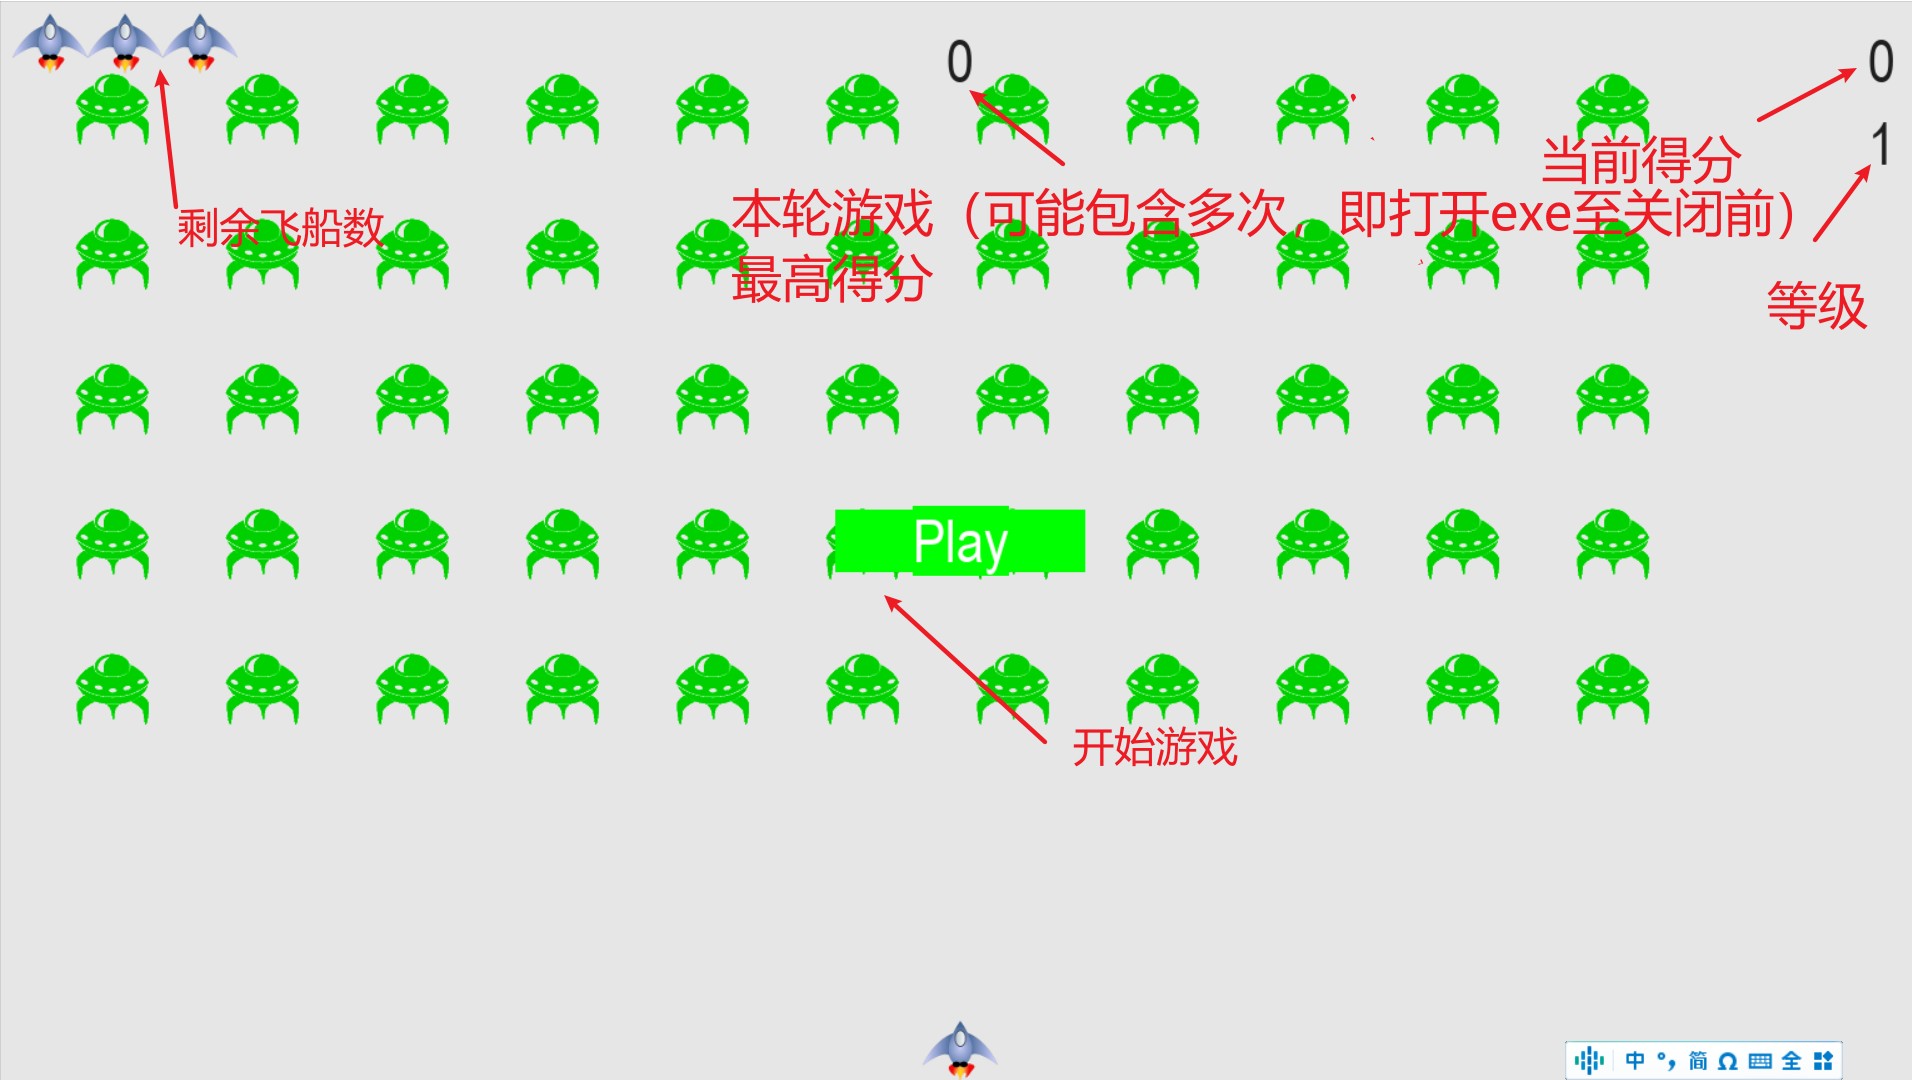 0
0
1
当前得分
剩余飞船数
本轮游戏（可能包含多次，即打开exe至关闭前）
最高得分
等级
Play
开始游戏
中 °, 简 Ω 全